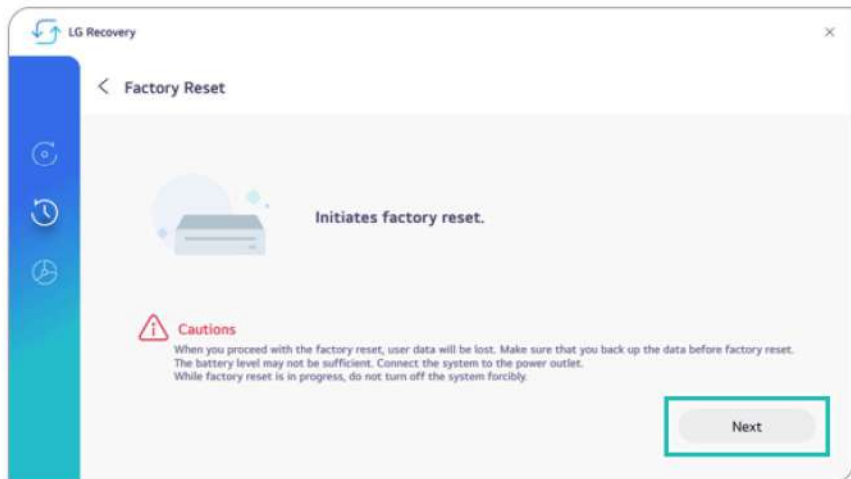 LG Recovery
Factory Reset
Initiates factory reset.
Cautions
When you proceed with the factory reset, user data will be lost. Make sure that you back up the data before factory reset.
The battery level may not be sufficient. Connect the system to the power outlet.
While factory reset is in progress, do not turn off the system forcibly.
Next